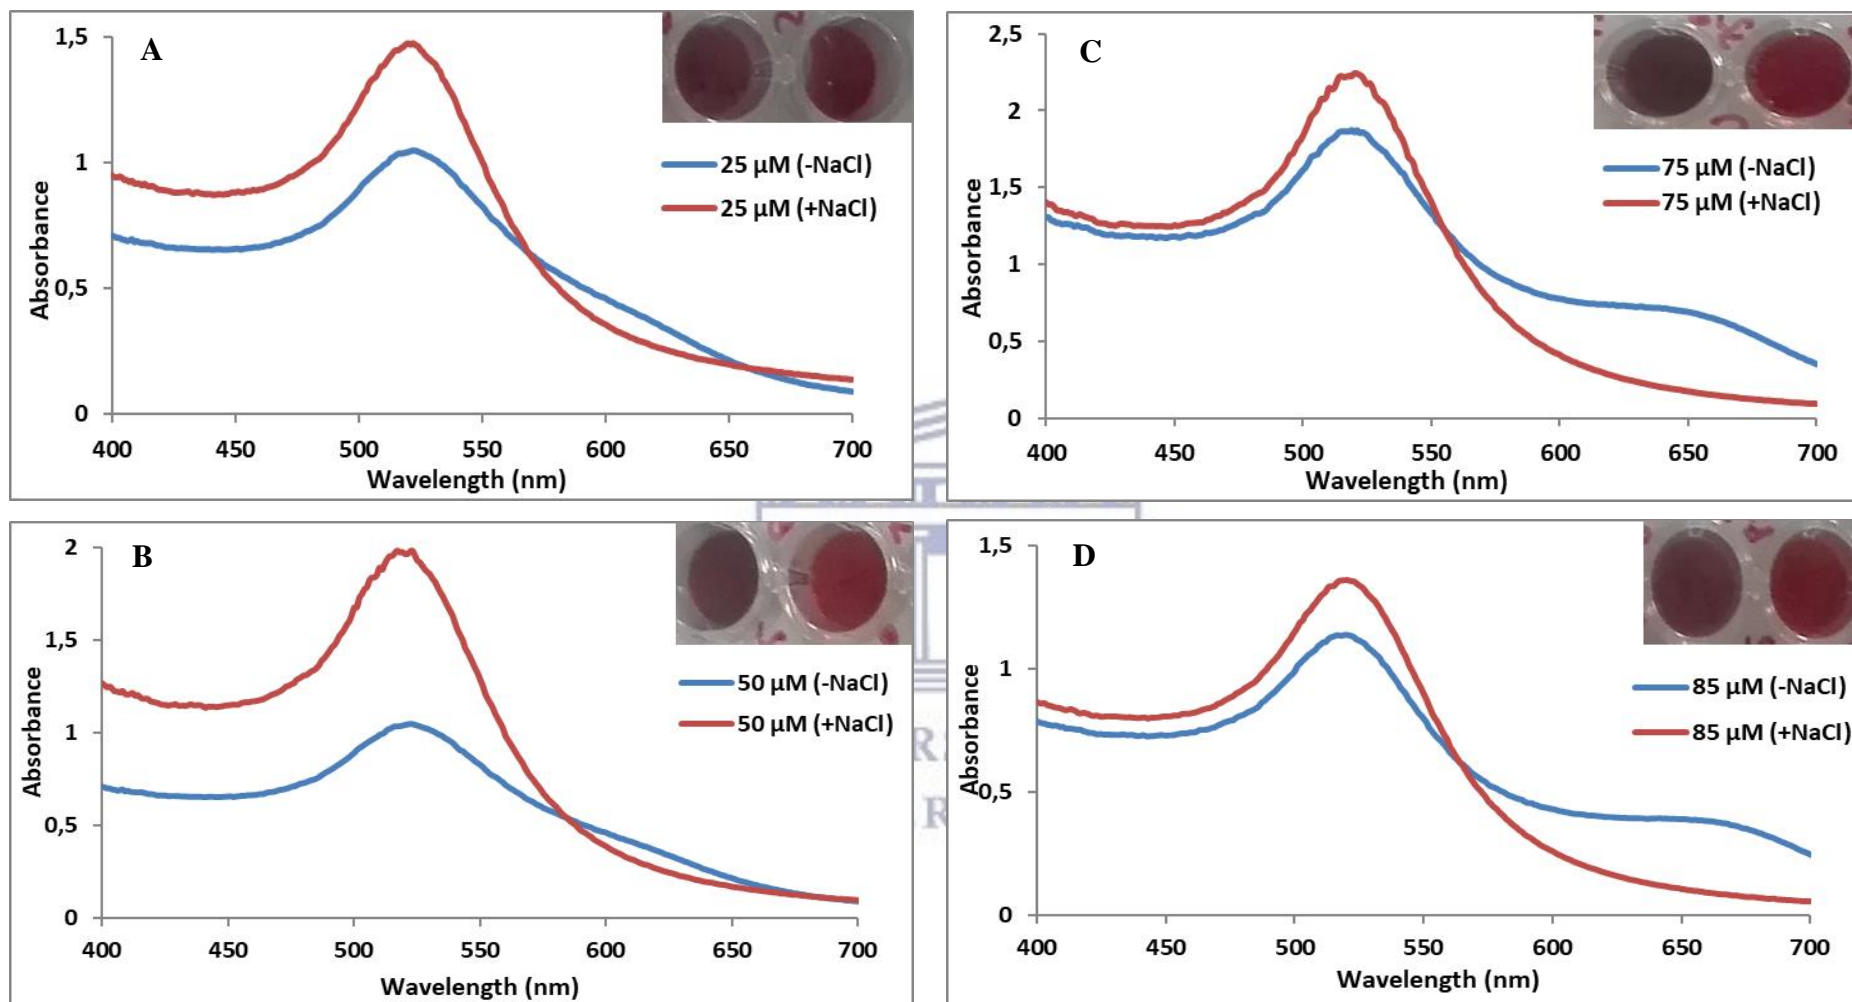 A
1,5
1
0,5
0
400 450 500 550 600 650 700
Absorbance
Wavelength (nm)
25 µM (-NaCl)
25 µM (+NaCl)
C
2,5
2
1,5
1
0,5
0
400 450 500 550 600 650 700
Absorbance
Wavelength (nm)
75 µM (-NaCl)
75 µM (+NaCl)
B
2
1,5
1
0,5
0
400 450 500 550 600 650 700
Absorbance
Wavelength (nm)
50 µM (-NaCl)
50 µM (+NaCl)
D
1,5
1
0,5
0
400 450 500 550 600 650 700
Absorbance
Wavelength (nm)
85 µM (-NaCl)
85 µM (+NaCl)